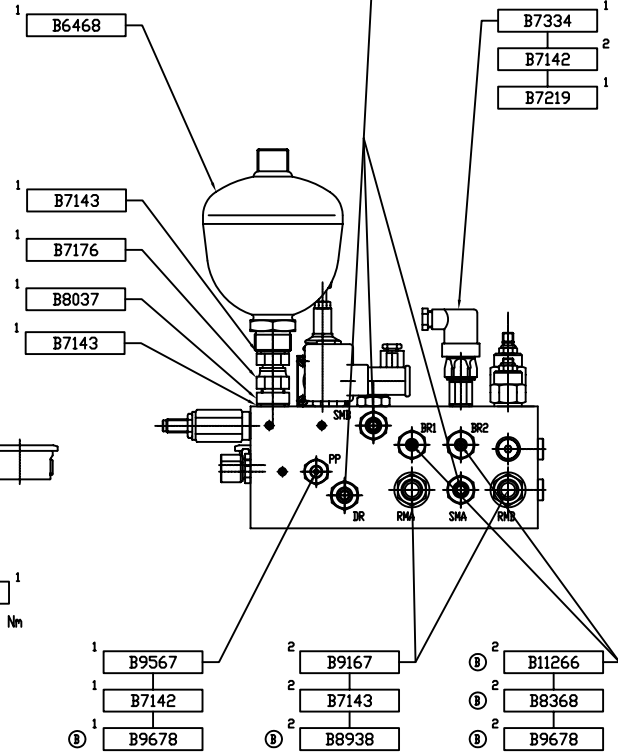 1 B6468
B7334 1
B7142 2
B7219 1
1 B7143
1 B7176
1 B8037
1 B7143
SMB
BR1 BR2
PP
DR RMA SMA RMB
1
Nm
1 B9567
2 B9167
B 2 B11266
1 B7142
2 B7143
B 2 B8368
B 1 B9678
B 2 B8938
B 2 B9678